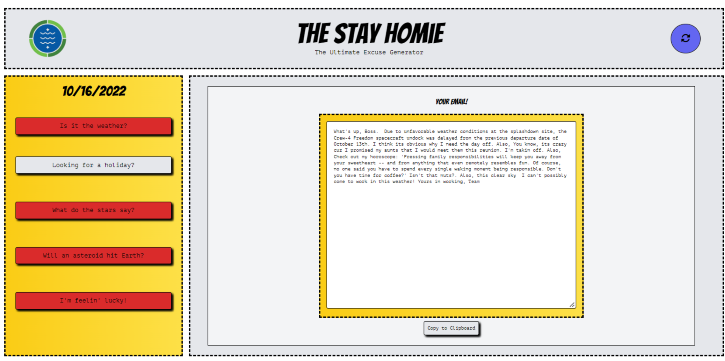 THE STAY HOMIE
The Ultimate Excuse Generator
10/16/2022
Is it the weather?
Looking for a holiday?
What do the stars say?
Will an asteroid hit Earth?
I'm feelin' Lucky!
YOUR EMAIL!
What's up, Boss. Due to unfavorable weather conditions at the splashdown site, the
Crew-4 Freedom spacecraft undock was delayed from the previous departure date of
October 13th. I think its obvious why I need the day off. Also, You know, its crazy
cuz I promised my aunts that I would meet them this reunion. I'm takin off. Also,
Check out my horoscope: 'Pressing family responsibilities will keep you away from
your sweetheart -- and from anything that even remotely resembles fun. Of course,
no one said you have to spend every single waking moment being responsible. Don't
you have time for coffee?' Isn't that nuts?. Also, this clear sky I can't possibly
come to work in this weather! Yours in working,
Copy to Clipboard